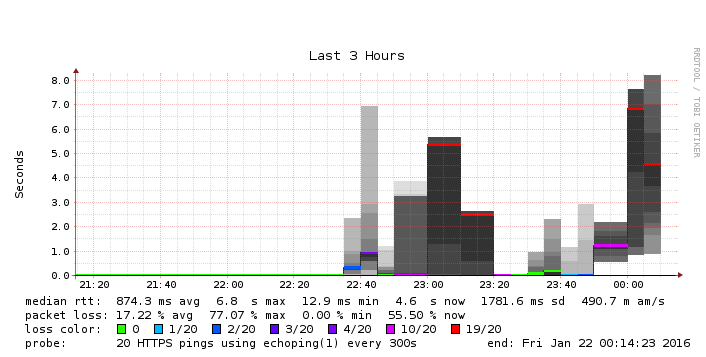 Last 3 Hours
RRDTOOL / TOBI OETIKER
Seconds
8.0
7.0
6.0
5.0
4.0
3.0
2.0
1.0
0.0
21:20 21:40 22:00 22:20 22:40 23:00 23:20 23:40 00:00
median rtt: 874.3 ms avg 6.8 s max 12.9 ms min 4.6 s now 1781.6 ms sd 490.7 m am/s
packet loss: 17.22 % avg 77.07 % max 0.00 % min 55.50 % now
loss color: 0 1/20 2/20 3/20 4/20 10/20 19/20
probe: 20 HTTPS pings using echoping(1) every 300s end: Fri Jan 22 00:14:23 2016